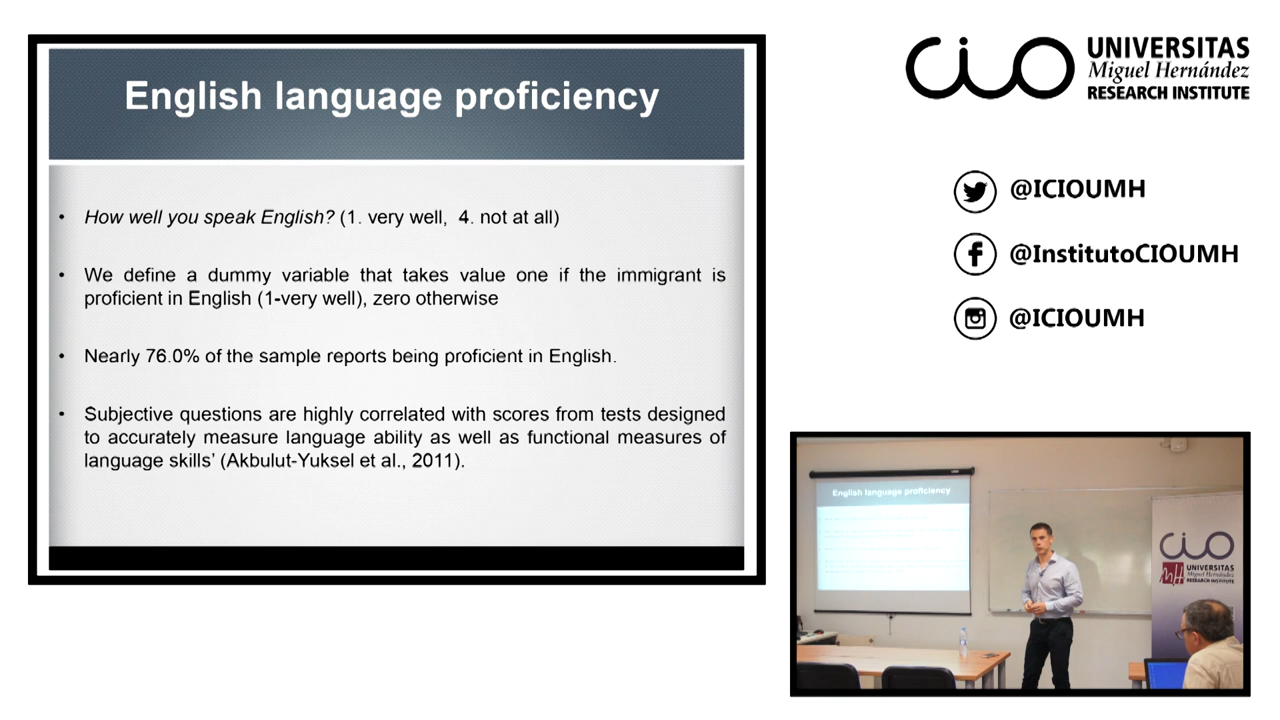 English language proficiency
• How well you speak English? (1. very well, 4. not at all)
• We define a dummy variable that takes value one if the immigrant is
proficient in English (1-very well), zero otherwise
• Nearly 76.0% of the sample reports being proficient in English.
• Subjective questions are highly correlated with scores from tests designed
to accurately measure language ability as well as functional measures of
language skills’ (Akbulut-Yuksel et al., 2011).
cio
UNIVERSITAS
Miguel Hernández
RESEARCH INSTITUTE
@ICIOUMH
@InstitutoCIOUMH
@ICIOUMH
English language proficiency
cio
UNIVERSITAS
Miguel Hernández
RESEARCH INSTITUTE